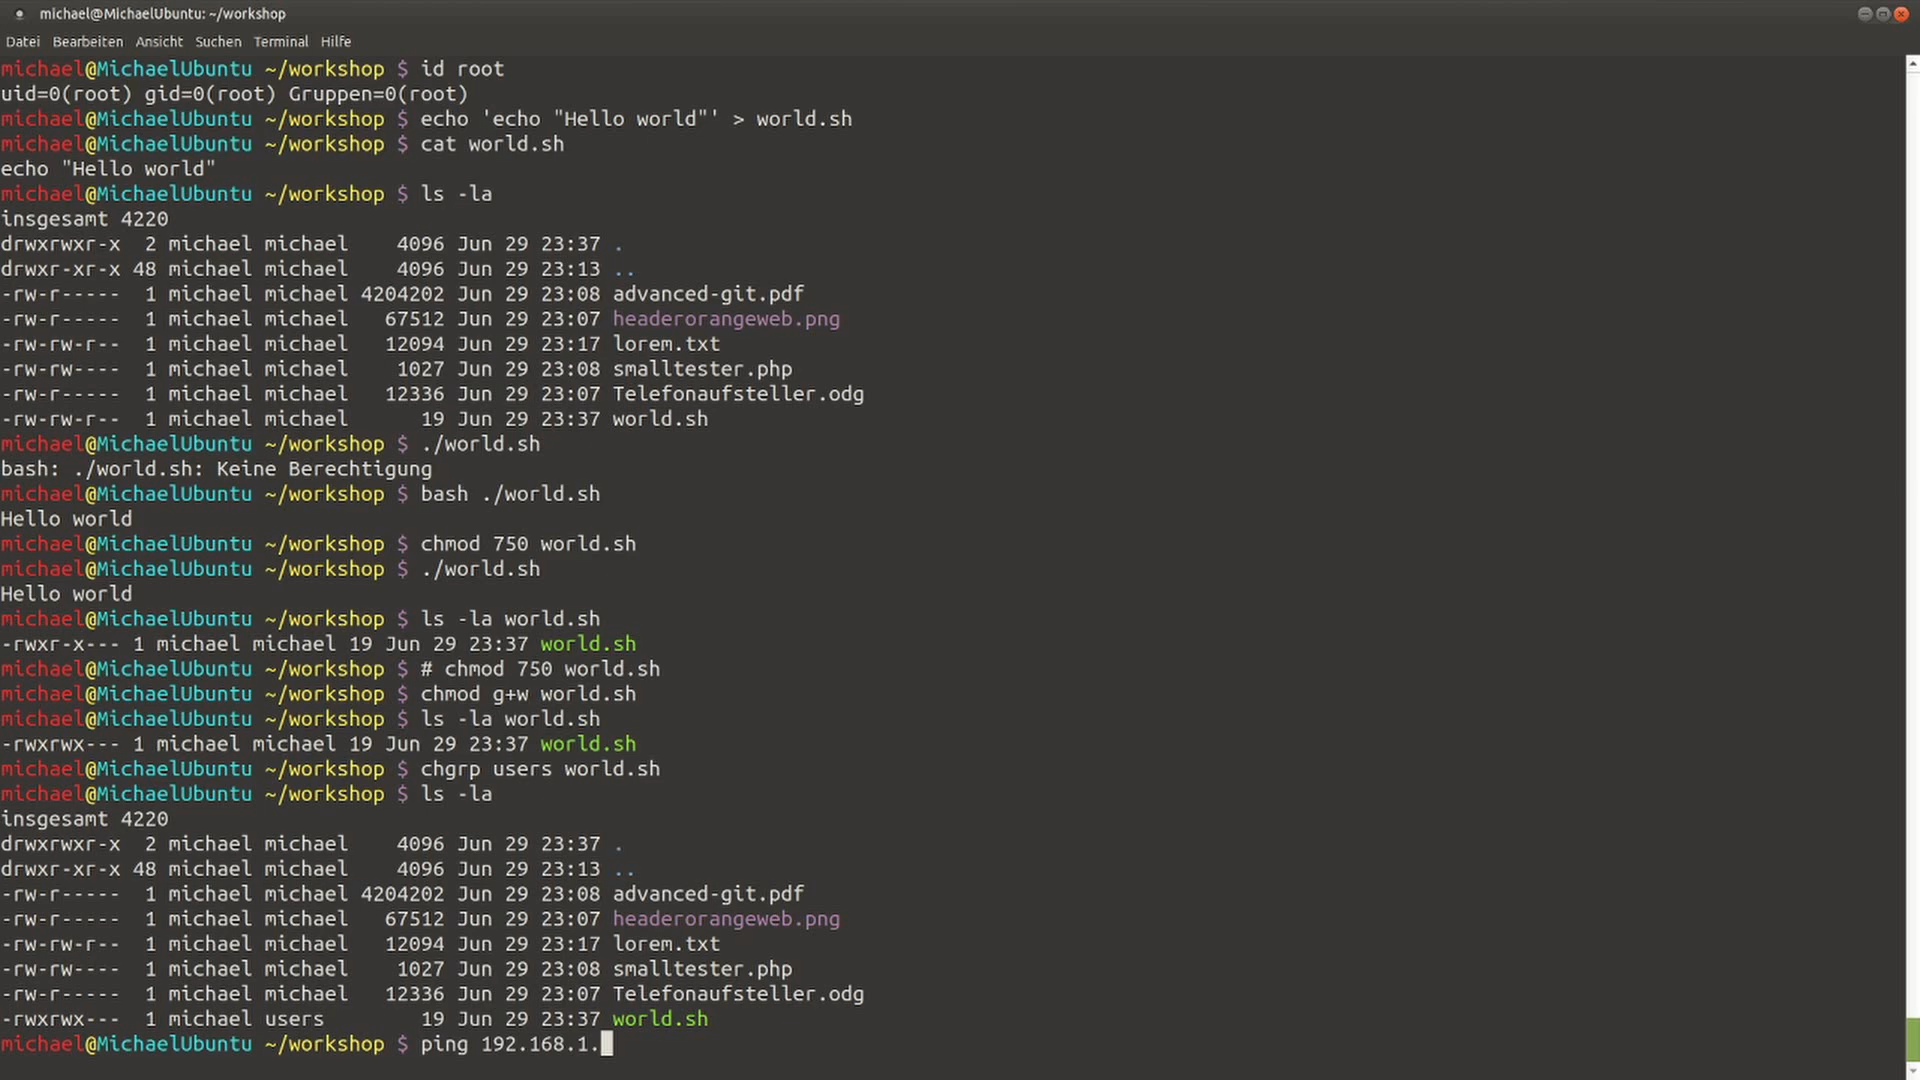 michael@MichaelUbuntu: ~/workshop
Datei Bearbeiten Ansicht Suchen Terminal Hilfe
michael@MichaelUbuntu ~/workshop $ id root
uid=0(root) gid=0(root) Gruppen=0(root)
michael@MichaelUbuntu ~/workshop $ echo 'echo "Hello world"' > world.sh
michael@MichaelUbuntu ~/workshop $ cat world.sh
echo "Hello world"
michael@MichaelUbuntu ~/workshop $ ls -la
insgesamt 4220
drwxrwxr-x  2 michael michael    4096 Jun 29 23:37 .
drwxr-xr-x 48 michael michael    4096 Jun 29 23:13 ..
-rw-r-----  1 michael michael 4204202 Jun 29 23:08 advanced-git.pdf
-rw-r-----  1 michael michael   67512 Jun 29 23:07 headerorangeweb.png
-rw-rw-r--  1 michael michael   12094 Jun 29 23:17 lorem.txt
-rw-rw----  1 michael michael    1027 Jun 29 23:08 smalltester.php
-rw-r-----  1 michael michael   12336 Jun 29 23:07 Telefonaufsteller.odg
-rw-rw-r--  1 michael michael      19 Jun 29 23:37 world.sh
michael@MichaelUbuntu ~/workshop $ ./world.sh
bash: ./world.sh: Keine Berechtigung
michael@MichaelUbuntu ~/workshop $ bash ./world.sh
Hello world
michael@MichaelUbuntu ~/workshop $ chmod 750 world.sh
michael@MichaelUbuntu ~/workshop $ ./world.sh
Hello world
michael@MichaelUbuntu ~/workshop $ ls -la world.sh
-rwxr-x--- 1 michael michael 19 Jun 29 23:37 world.sh
michael@MichaelUbuntu ~/workshop $ # chmod 750 world.sh
michael@MichaelUbuntu ~/workshop $ chmod g+w world.sh
michael@MichaelUbuntu ~/workshop $ ls -la world.sh
-rwxrwx--- 1 michael michael 19 Jun 29 23:37 world.sh
michael@MichaelUbuntu ~/workshop $ chgrp users world.sh
michael@MichaelUbuntu ~/workshop $ ls -la
insgesamt 4220
drwxrwxr-x  2 michael michael    4096 Jun 29 23:37 .
drwxr-xr-x 48 michael michael    4096 Jun 29 23:13 ..
-rw-r-----  1 michael michael 4204202 Jun 29 23:08 advanced-git.pdf
-rw-r-----  1 michael michael   67512 Jun 29 23:07 headerorangeweb.png
-rw-rw-r--  1 michael michael   12094 Jun 29 23:17 lorem.txt
-rw-rw----  1 michael michael    1027 Jun 29 23:08 smalltester.php
-rw-r-----  1 michael michael   12336 Jun 29 23:07 Telefonaufsteller.odg
-rwxrwx---  1 michael users        19 Jun 29 23:37 world.sh
michael@MichaelUbuntu ~/workshop $ ping 192.168.1.